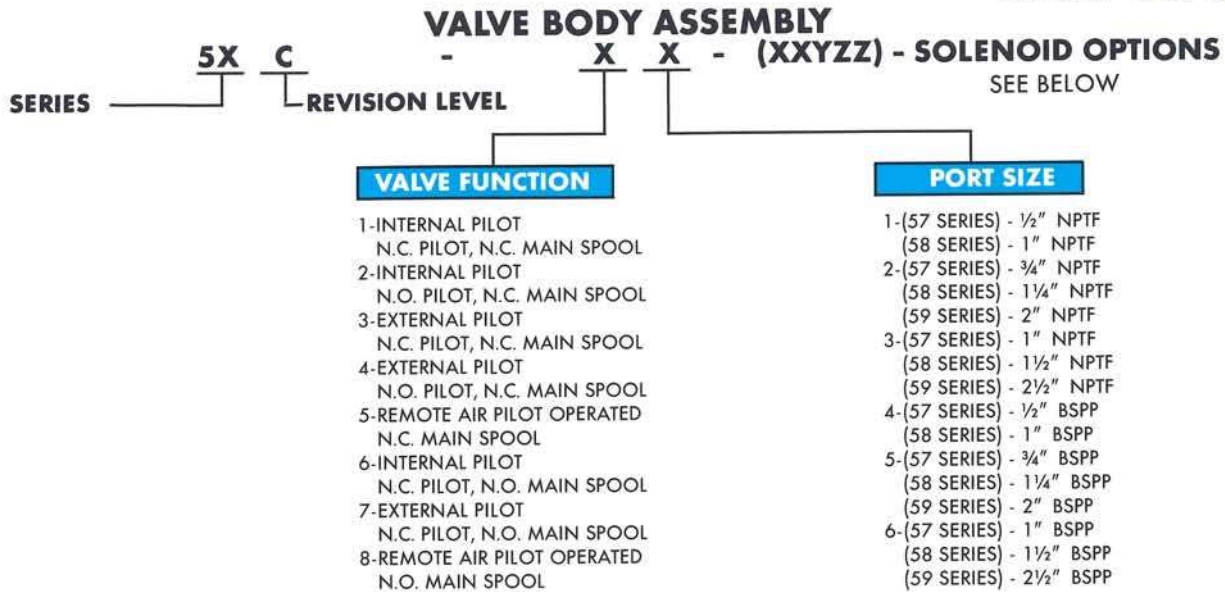 VALVE BODY ASSEMBLY
5X C - X X - (XXYZZ) - SOLENOID OPTIONS
SEE BELOW
SERIES
REVISION LEVEL
VALVE FUNCTION
1-INTERNAL PILOT
N.C. PILOT, N.C. MAIN SPOOL
2-INTERNAL PILOT
N.O. PILOT, N.C. MAIN SPOOL
3-EXTERNAL PILOT
N.C. PILOT, N.C. MAIN SPOOL
4-EXTERNAL PILOT
N.O. PILOT, N.C. MAIN SPOOL
5-REMOTE AIR PILOT OPERATED
N.C. MAIN SPOOL
6-INTERNAL PILOT
N.C. PILOT, N.O. MAIN SPOOL
7-EXTERNAL PILOT
N.C. PILOT, N.O. MAIN SPOOL
8-REMOTE AIR PILOT OPERATED
N.O. MAIN SPOOL
PORT SIZE
1-(57 SERIES) - ½" NPTF
(58 SERIES) - 1" NPTF
2-(57 SERIES) - ¾" NPTF
(58 SERIES) - 1¼" NPTF
(59 SERIES) - 2" NPTF
3-(57 SERIES) - 1" NPTF
(58 SERIES) - 1½" NPTF
(59 SERIES) - 2½" NPTF
4-(57 SERIES) - ½" BSPP
(58 SERIES) - 1" BSPP
5-(57 SERIES) - ¾" BSPP
(58 SERIES) - 1¼" BSPP
(59 SERIES) - 2" BSPP
6-(57 SERIES) - 1" BSPP
(58 SERIES) - 1½" BSPP
(59 SERIES) - 2½" BSPP